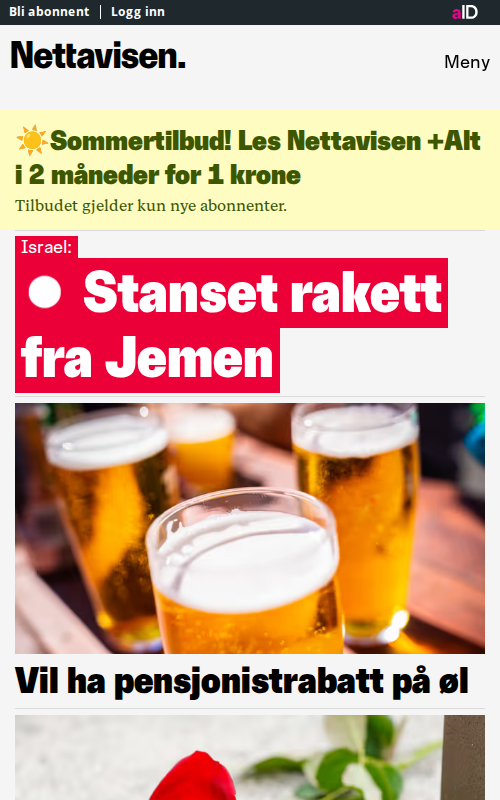 Bli abonnent
Logg inn
aID
Nettavisen.
Meny
Sommertilbud! Les Nettavisen +Alt
i 2 måneder for 1 krone
Tilbudet gjelder kun nye abonnenter.
Israel:
Stanset rakett
fra Jemen
Vil ha pensjonistrabatt på øl